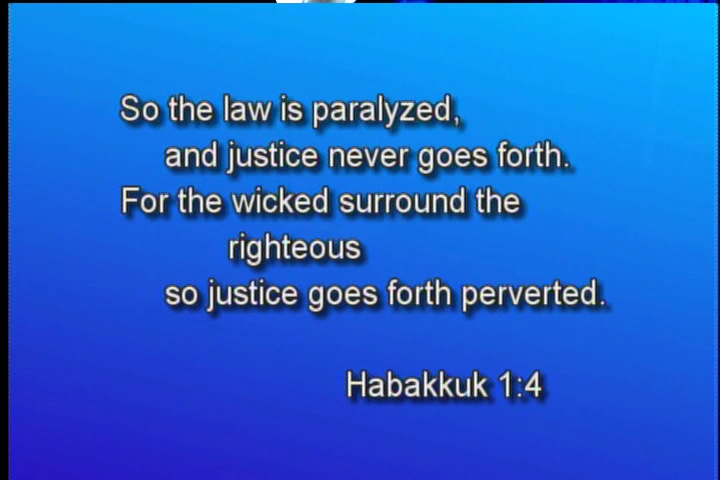 So the law is paralyzed,
and justice never goes forth.
For the wicked surround the
righteous
so justice goes forth perverted.
Habakkuk 1:4